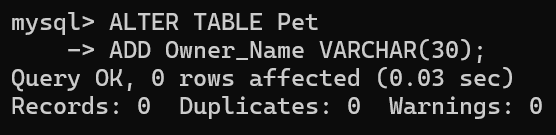 mysql> ALTER TABLE Pet
    -> ADD Owner_Name VARCHAR(30);
Query OK, 0 rows affected (0.03 sec)
Records: 0  Duplicates: 0  Warnings: 0